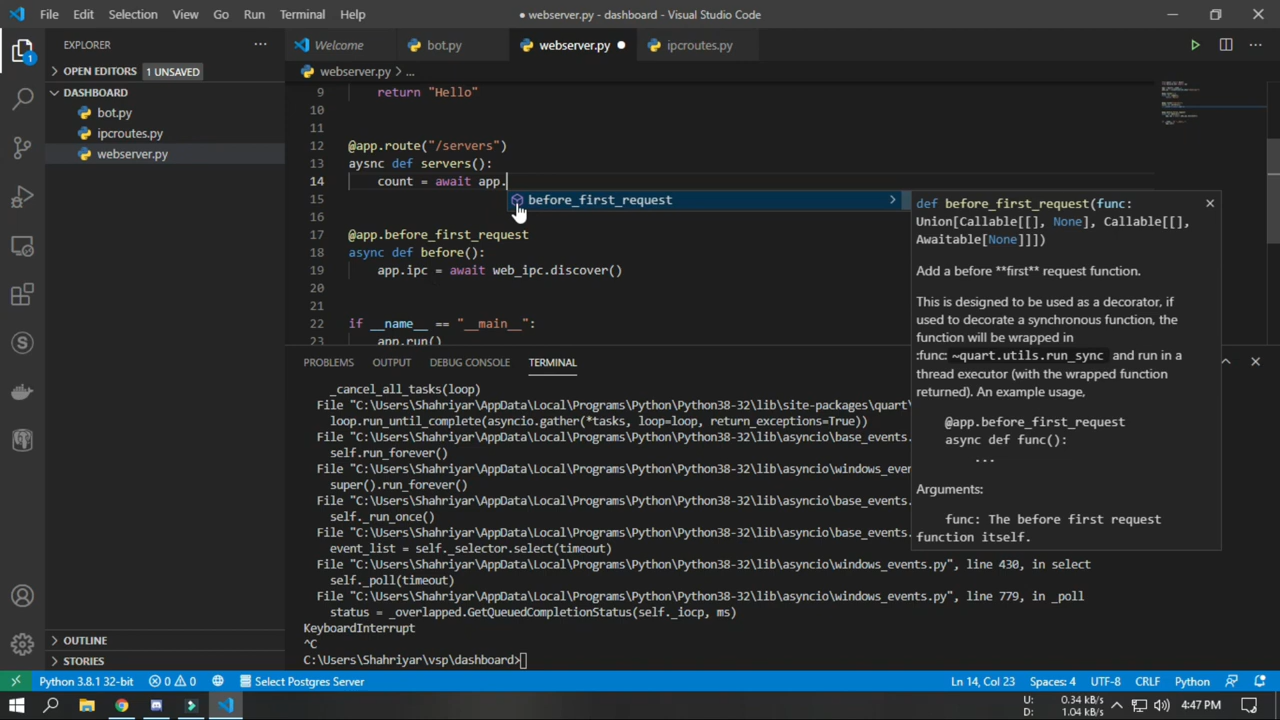 File Edit Selection View Go Run Terminal Help
● webserver.py - dashboard - Visual Studio Code
EXPLORER
Welcome
bot.py
webserver.py
ipcroutes.py
OPEN EDITORS 1 UNSAVED
webserver.py > ...
DASHBOARD
bot.py
ipcroutes.py
webserver.py
1
9 return "Hello"
10
11
12 @app.route("/servers")
13 aysnc def servers():
14 count = await app.
15
before_first_request
16
17 @app.before_first_request
18 async def before():
19 app.ipc = await web_ipc.discover()
20
21
22 if __name__ == "__main__":
23 app.run()
def before_first_request(func:
Union[Callable[[], None], Callable[[],
Awaitable[None]]])
Add a before **first** request function.
This is designed to be used as a decorator, if
used to decorate a synchronous function, the
function will be wrapped in
:func: ~quart.utils.run_sync and run in a
thread executor (with the wrapped function
returned). An example usage,
@app.before_first_request
async def func():
...
Arguments:
func: The before first request
function itself.
PROBLEMS OUTPUT DEBUG CONSOLE TERMINAL
_cancel_all_tasks(loop)
File "C:\Users\Shahriyar\AppData\Local\Programs\Python\Python38-32\lib\site-packages\quart\
loop.run_until_complete(asyncio.gather(*tasks, loop=loop, return_exceptions=True))
File "C:\Users\Shahriyar\AppData\Local\Programs\Python\Python38-32\lib\asyncio\base_events.
self.run_forever()
File "C:\Users\Shahriyar\AppData\Local\Programs\Python\Python38-32\lib\asyncio\windows_even
super().run_forever()
File "C:\Users\Shahriyar\AppData\Local\Programs\Python\Python38-32\lib\asyncio\base_events.
self._run_once()
File "C:\Users\Shahriyar\AppData\Local\Programs\Python\Python38-32\lib\asyncio\base_events.
event_list = self._selector.select(timeout)
File "C:\Users\Shahriyar\AppData\Local\Programs\Python\Python38-32\lib\asyncio\windows_events.py", line 430, in select
self._poll(timeout)
File "C:\Users\Shahriyar\AppData\Local\Programs\Python\Python38-32\lib\asyncio\windows_events.py", line 779, in _poll
status = _overlapped.GetQueuedCompletionStatus(self._iocp, ms)
KeyboardInterrupt
^C
C:\Users\Shahriyar\vsp\dashboard>
OUTLINE
STORIES
Python 3.8.1 32-bit 0 0 Select Postgres Server
Ln 14, Col 23 Spaces: 4 UTF-8 CRLF Python
U: 0.34 kB/s
D: 1.04 kB/s
4:47 PM